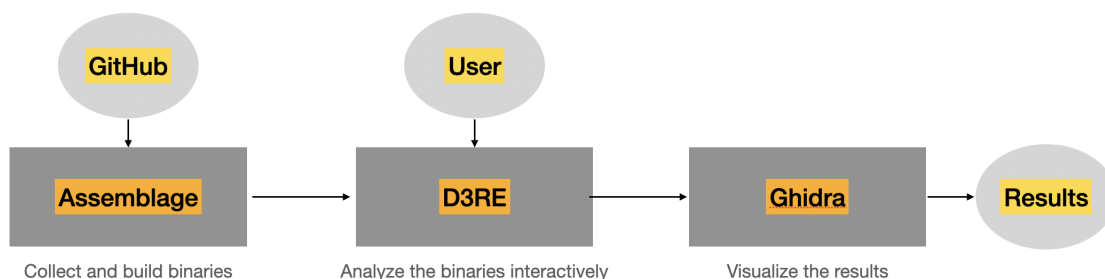 GitHub
User
Assemblage
D3RE
Ghidra
Results
Collect and build binaries
Analyze the binaries interactively
Visualize the results